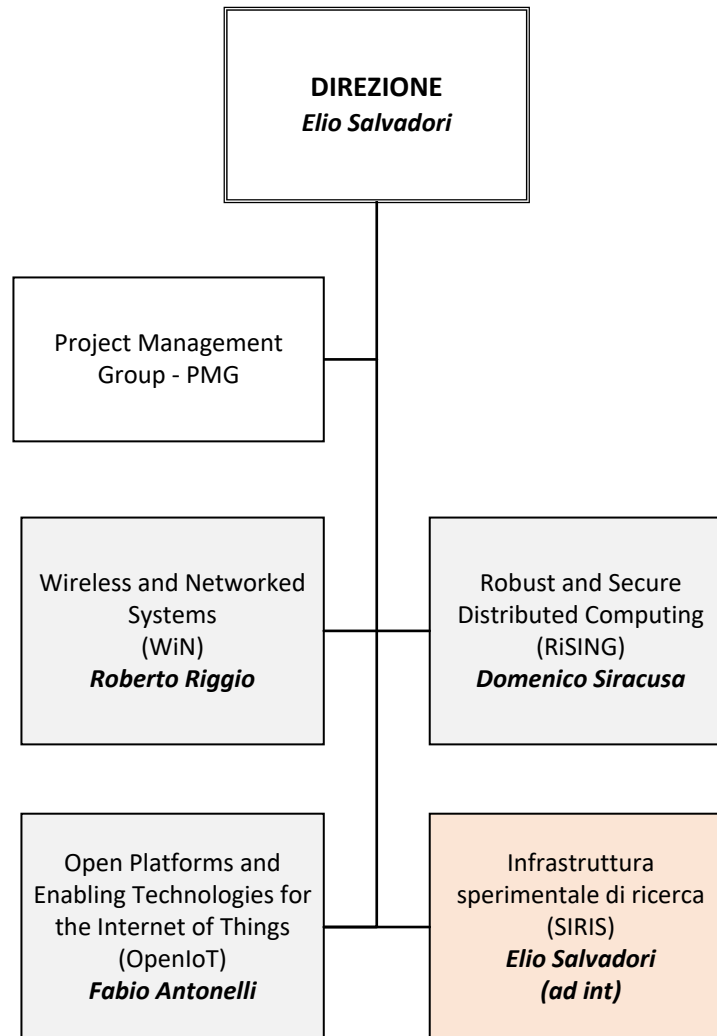 DIREZIONE
Elio Salvadori
Project Management
Group - PMG
Wireless and Networked
Systems
(WiN)
Roberto Riggio
Robust and Secure
Distributed Computing
(RiSING)
Domenico Siracusa
Open Platforms and
Enabling Technologies for
the Internet of Things
(OpenIoT)
Fabio Antonelli
Infrastruttura
sperimentale di ricerca
(SIRIS)
Elio Salvadori
(ad int)